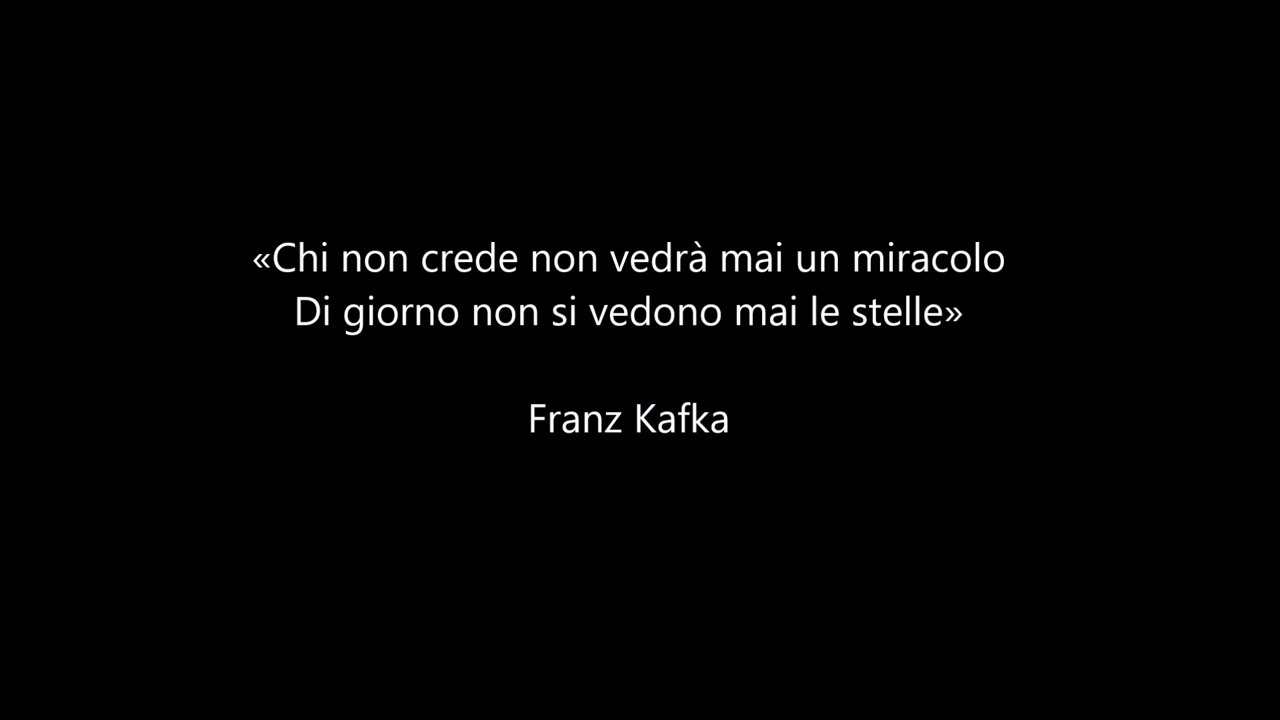 «Chi non crede non vedrà mai un miracolo
Di giorno non si vedono mai le stelle»
Franz Kafka